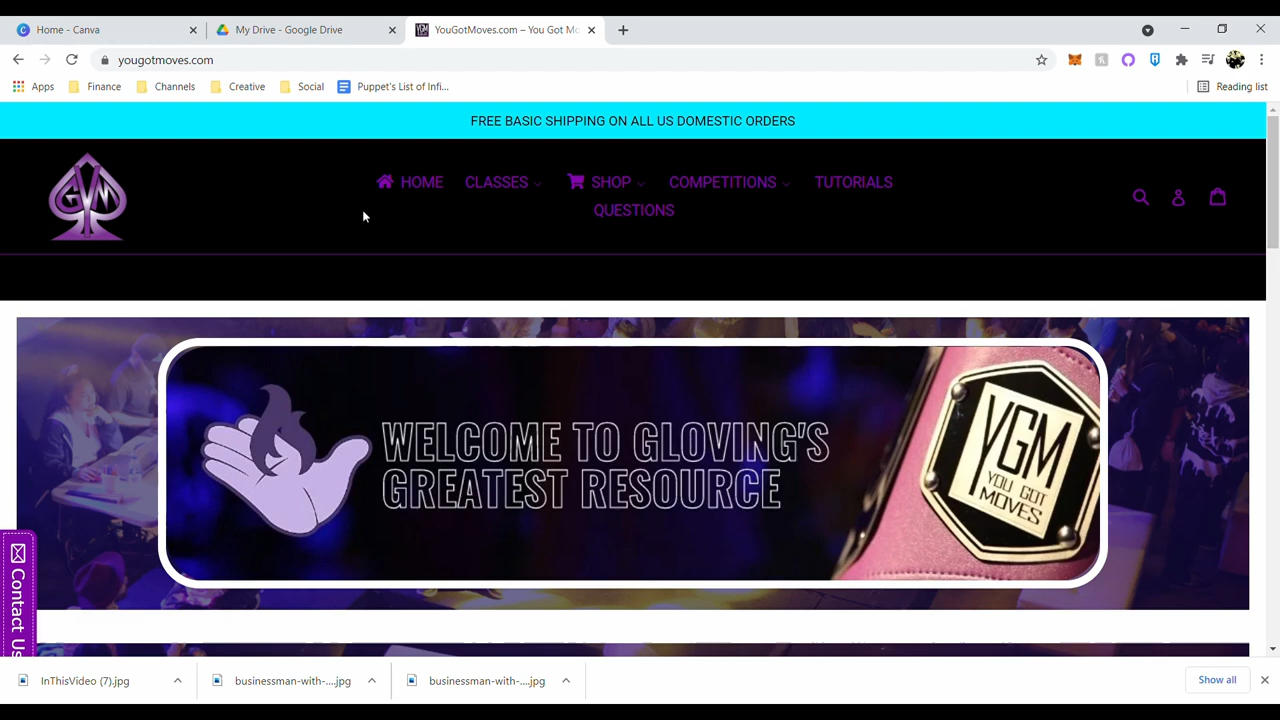 Home - Canva
My Drive - Google Drive
YouGotMoves.com – You Got Mo
yougotmoves.com
Apps
Finance
Channels
Creative
Social
Puppet's List of Infi...
Reading list
FREE BASIC SHIPPING ON ALL US DOMESTIC ORDERS
GYM
HOME
CLASSES
SHOP
COMPETITIONS
TUTORIALS
QUESTIONS
WELCOME TO GLOVING'S
GREATEST RESOURCE
YGM
YOU GOT
MOVES
Contact Us
InThisVideo (7).jpg
businessman-with-....jpg
businessman-with-....jpg
Show all